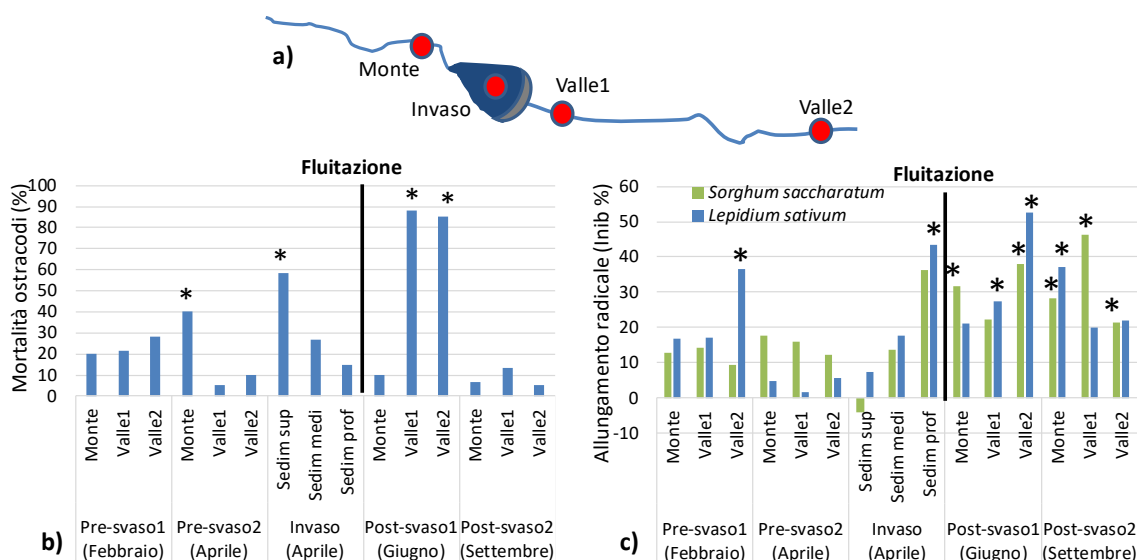 a)
Monte
Invaso
Valle1
Valle2
Fluitazione
Mortalità ostracodi (%)
100
90
80
70
60
50
40
30
20
10
0
*
*
*
*
Monte
Valle1
Valle2
Monte
Valle1
Valle2
Sedim sup
Sedim medi
Sedim prof
Monte
Valle1
Valle2
Monte
Valle1
Valle2
Pre-svaso1
(Febbraio)
Pre-svaso2
(Aprile)
Invaso
(Aprile)
Post-svaso1
(Giugno)
Post-svaso2
(Settembre)
b)
Fluitazione
Allungamento radicale (Inib %)
60
50
40
30
20
10
0
-10
Sorghum saccharatum
Lepidium sativum
*
*
*
*
*
*
*
*
*
*
Monte
Valle1
Valle2
Monte
Valle1
Valle2
Sedim sup
Sedim medi
Sedim prof
Monte
Valle1
Valle2
Monte
Valle1
Valle2
Pre-svaso1
(Febbraio)
Pre-svaso2
(Aprile)
Invaso
(Aprile)
Post-svaso1
(Giugno)
Post-svaso2
(Settembre)
c)